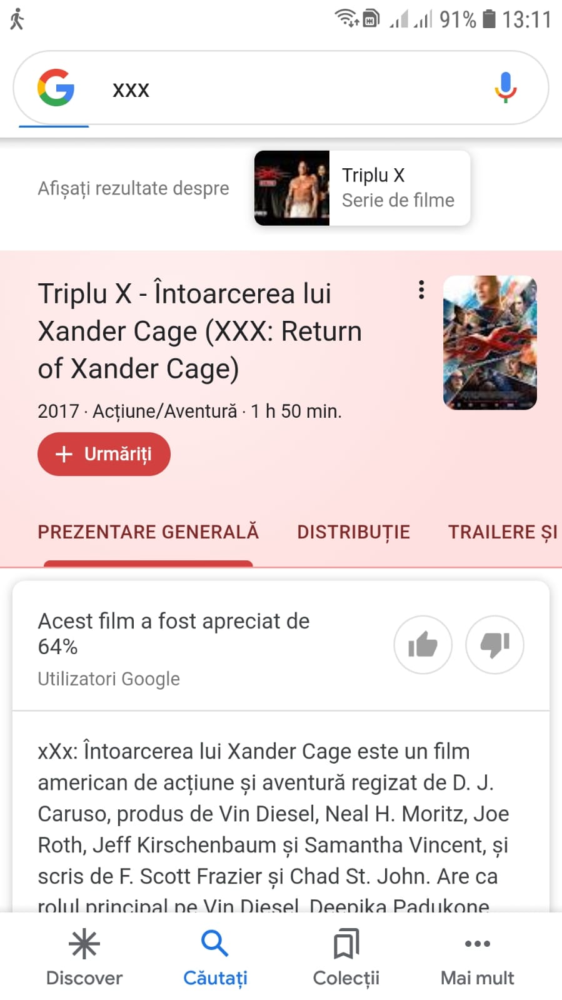 91% 13:11
xxx
Afișați rezultate despre
Triplu X
Serie de filme
Triplu X - Întoarcerea lui
Xander Cage (XXX: Return
of Xander Cage)
2017 · Acțiune/Aventură · 1 h 50 min.
+ Urmăriți
PREZENTARE GENERALĂ DISTRIBUȚIE TRAILERE ȘI
Acest film a fost apreciat de
64%
Utilizatori Google
xXx: Întoarcerea lui Xander Cage este un film
american de acțiune și aventură regizat de D. J.
Caruso, produs de Vin Diesel, Neal H. Moritz, Joe
Roth, Jeff Kirschenbaum și Samantha Vincent, și
scris de F. Scott Frazier și Chad St. John. Are ca
rolul principal pe Vin Diesel, Deepika Padukone,
Discover Căutați Colecții Mai mult